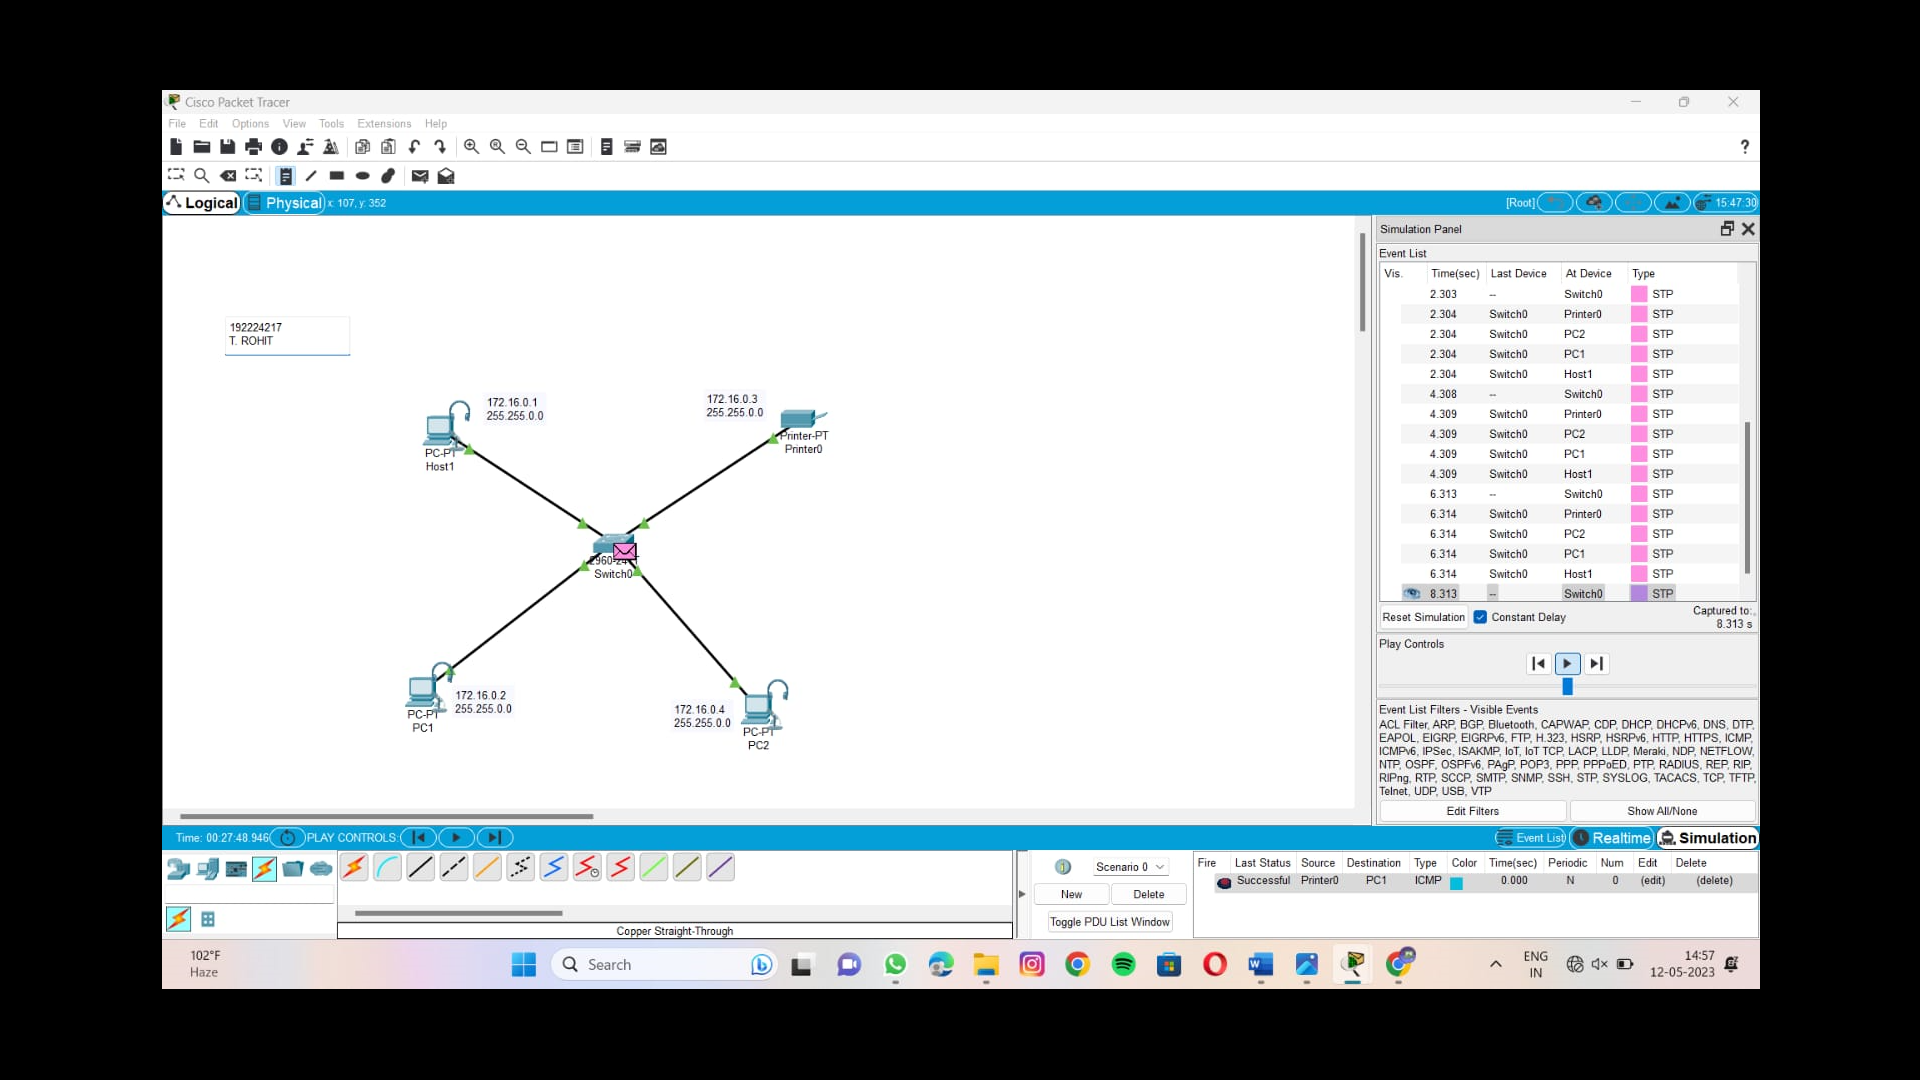 Cisco Packet Tracer
File Edit Options View Tools Extensions Help
?
Logical Physical x: 107, y: 352 [Root] 15:47:30
192224217
T. ROHIT
172.16.0.1
255.255.0.0
PC-PT
Host1
172.16.0.3
255.255.0.0
Printer-PT
Printer0
Switch0
172.16.0.2
255.255.0.0
PC-PT
PC1
172.16.0.4
255.255.0.0
PC-PT
PC2
Simulation Panel
Event List
Vis. Time(sec) Last Device At Device Type
2.303 -- Switch0 STP
2.304 Switch0 Printer0 STP
2.304 Switch0 PC2 STP
2.304 Switch0 PC1 STP
2.304 Switch0 Host1 STP
4.308 -- Switch0 STP
4.309 Switch0 Printer0 STP
4.309 Switch0 PC2 STP
4.309 Switch0 PC1 STP
4.309 Switch0 Host1 STP
6.313 -- Switch0 STP
6.314 Switch0 Printer0 STP
6.314 Switch0 PC2 STP
6.314 Switch0 PC1 STP
6.314 Switch0 Host1 STP
8.313 -- Switch0 STP
Reset Simulation Constant Delay Captured to:
8.313 s
Play Controls
Event List Filters - Visible Events
ACL Filter, ARP, BGP, Bluetooth, CAPWAP, CDP, DHCP, DHCPv6, DNS, DTP,
EAPOL, EIGRP, EIGRPv6, FTP, H.323, HSRP, HSRPv6, HTTP, HTTPS, ICMP,
ICMPv6, IPSec, ISAKMP, IoT, IoT TCP, LACP, LLDP, Meraki, NDP, NETFLOW,
NTP, OSPF, OSPFv6, PAgP, POP3, PPP, PPPoED, PTP, RADIUS, REP, RIP,
RIPng, RTP, SCCP, SMTP, SNMP, SSH, STP, SYSLOG, TACACS, TCP, TFTP,
Telnet, UDP, USB, VTP
Edit Filters Show All/None
Time: 00:27:48.946 PLAY CONTROLS: Event List Realtime Simulation
Copper Straight-Through
Scenario 0
New Delete
Toggle PDU List Window
Fire Last Status Source Destination Type Color Time(sec) Periodic Num Edit Delete
Successful Printer0 PC1 ICMP 0.000 N 0 (edit) (delete)
102°F
Haze
Search
ENG
IN
14:57
12-05-2023